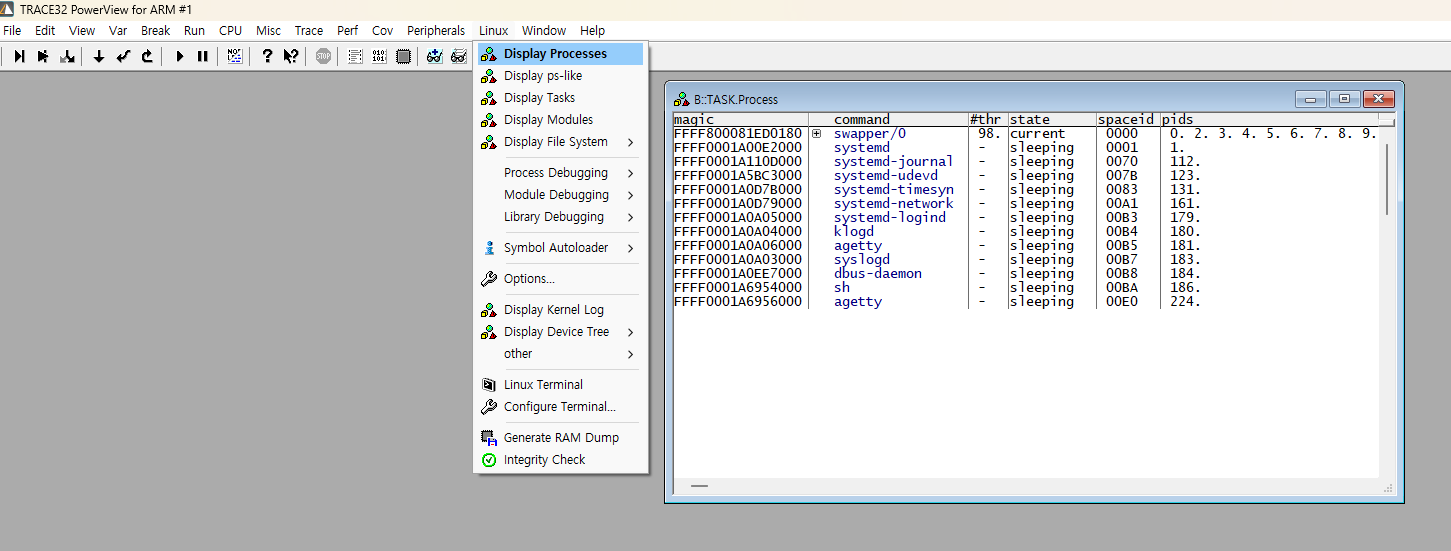 TRACE32 PowerView for ARM #1
File Edit View Var Break Run CPU Misc Trace Perf Cov Peripherals Linux Window Help
Display Processes
Display ps-like
Display Tasks
Display Modules
Display File System
Process Debugging
Module Debugging
Library Debugging
Symbol Autoloader
Options...
Display Kernel Log
Display Device Tree
other
Linux Terminal
Configure Terminal...
Generate RAM Dump
Integrity Check
B::TASK.Process
magic command #thr state spaceid pids
FFFF800081ED0180 swapper/0 98. current 0000 0. 2. 3. 4. 5. 6. 7. 8. 9.
FFFF0001A00E2000 systemd - sleeping 0001 1.
FFFF0001A110D000 systemd-journal - sleeping 0070 112.
FFFF0001A5BC3000 systemd-udevd - sleeping 007B 123.
FFFF0001A0D7B000 systemd-timesyn - sleeping 0083 131.
FFFF0001A0D79000 systemd-network - sleeping 00A1 161.
FFFF0001A0A05000 systemd-logind - sleeping 00B3 179.
FFFF0001A0A04000 klogd - sleeping 00B4 180.
FFFF0001A0A06000 agetty - sleeping 00B5 181.
FFFF0001A0A03000 syslogd - sleeping 00B7 183.
FFFF0001A0EE7000 dbus-daemon - sleeping 00B8 184.
FFFF0001A6954000 sh - sleeping 00BA 186.
FFFF0001A6956000 agetty - sleeping 00E0 224.